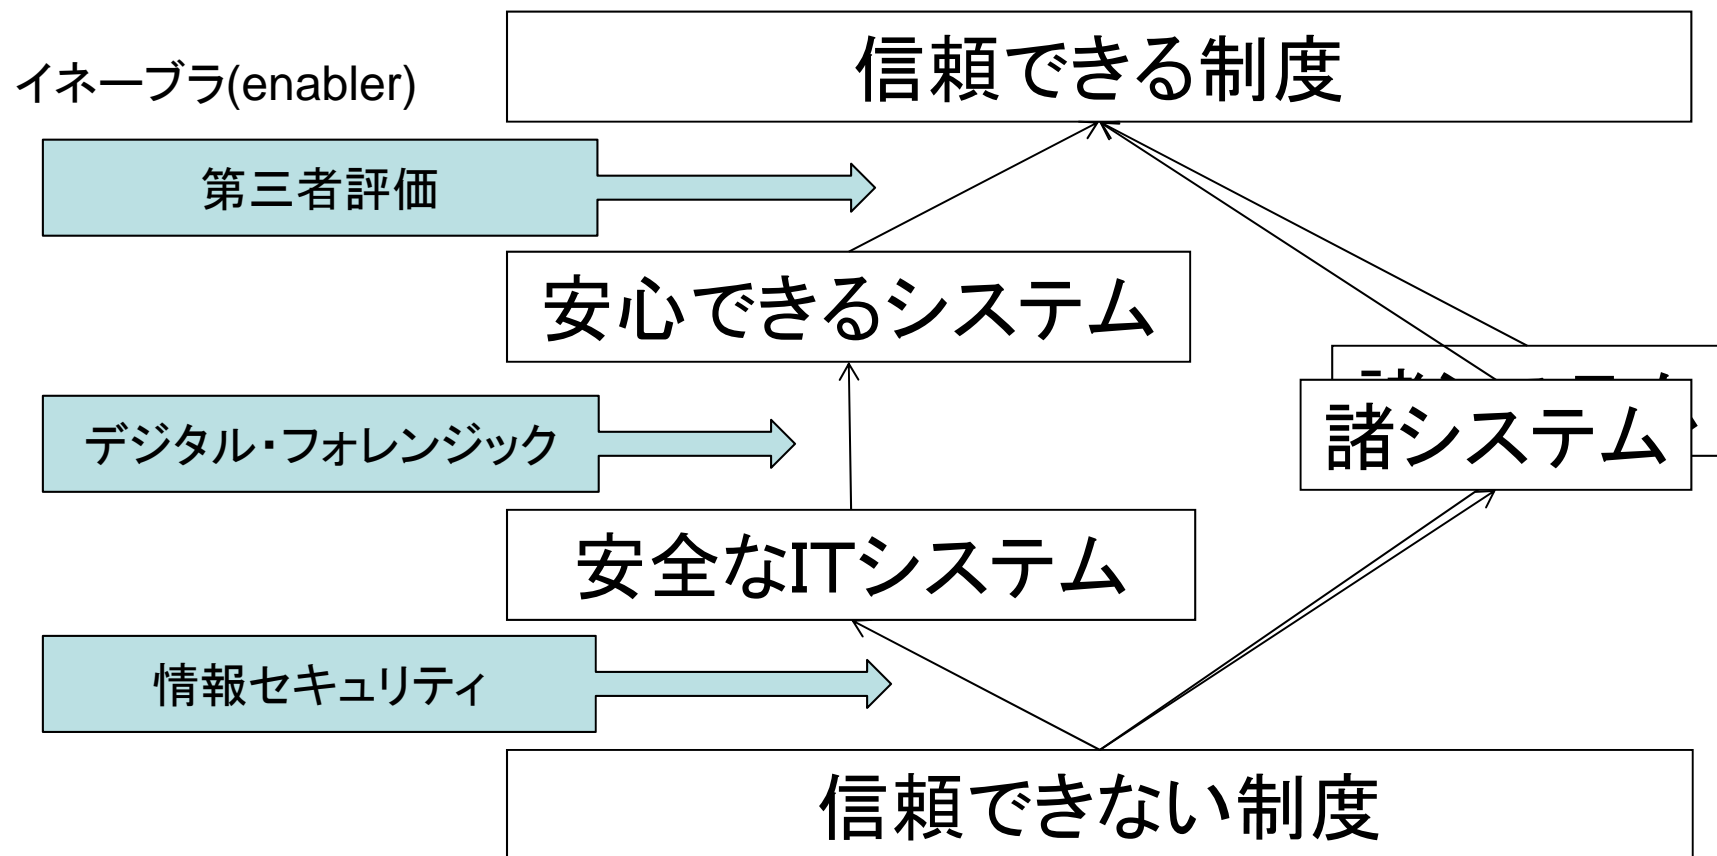 信頼できる制度
イネーブラ(enabler)
第三者評価
安心できるシステム
諸システム
デジタル・フォレンジック
安全なITシステム
情報セキュリティ
信頼できない制度